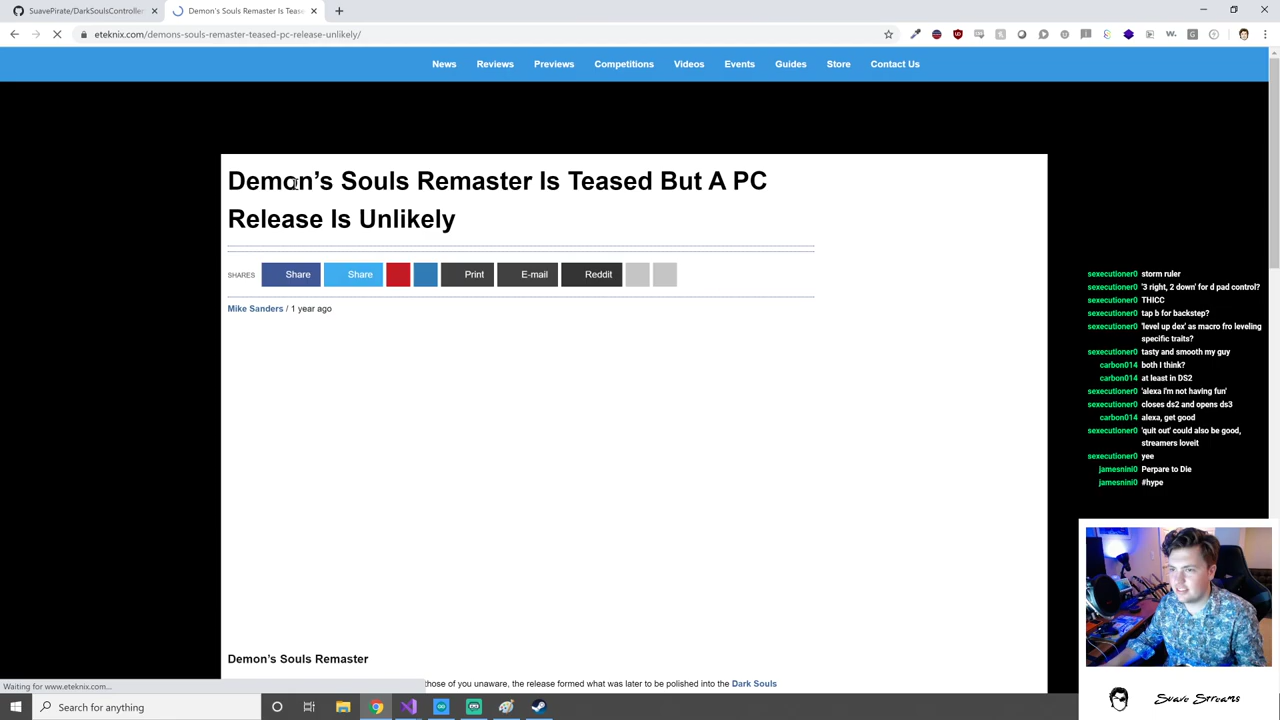 SuavePirate/DarkSoulsController
Demon's Souls Remaster Is Tease
eteknix.com/demons-souls-remaster-teased-pc-release-unlikely/
News Reviews Previews Competitions Videos Events Guides Store Contact Us
Demon's Souls Remaster Is Teased But A PC
Release Is Unlikely
SHARES Share Share Print E-mail Reddit
Mike Sanders / 1 year ago
Demon's Souls Remaster
those of you unaware, the release formed what was later to be polished into the Dark Souls
Waiting for www.eteknix.com...
sexecutioner0 storm ruler
sexecutioner0 '3 right, 2 down' for d pad control?
sexecutioner0 THICC
sexecutioner0 tap b for backstep?
sexecutioner0 'level up dex' as macro fro leveling
specific traits?
sexecutioner0 tasty and smooth my guy
carbon014 both I think?
carbon014 at least in DS2
sexecutioner0 'alexa i'm not having fun'
sexecutioner0 closes ds2 and opens ds3
carbon014 alexa, get good
sexecutioner0 'quit out' could also be good,
streamers loveit
sexecutioner0 yee
jamesnini0 Perpare to Die
jamesnini0 #hype
Suave Streams
Search for anything